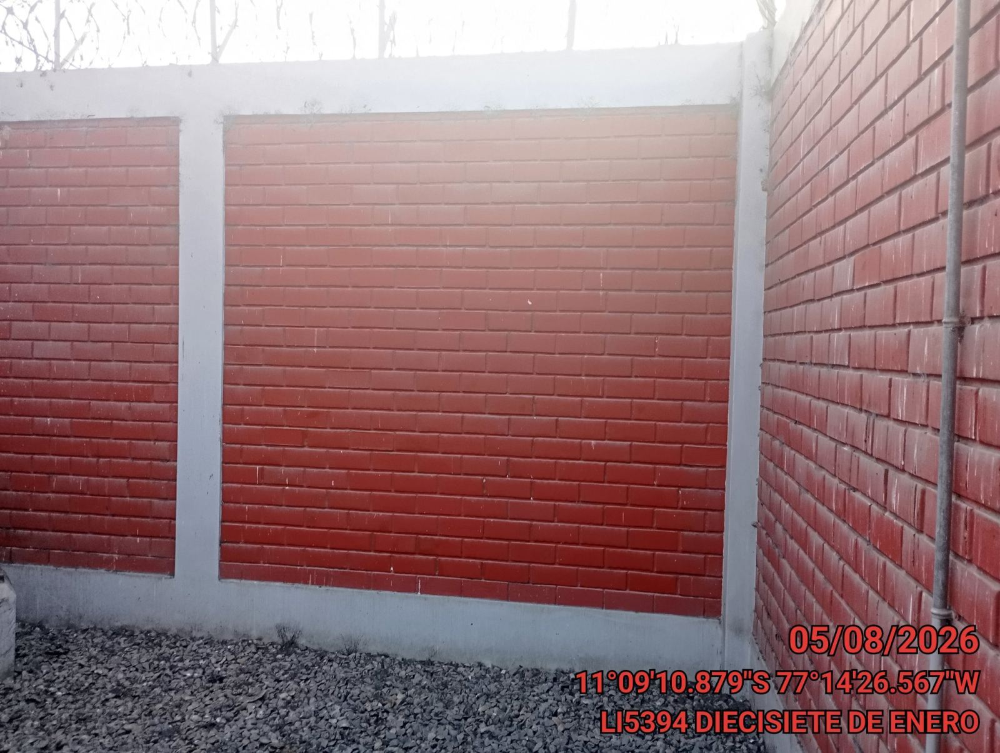 05/08/2026
11°09'10.879"S 77°14'26.567"W
LI5394 DIECISIETE DE ENERO